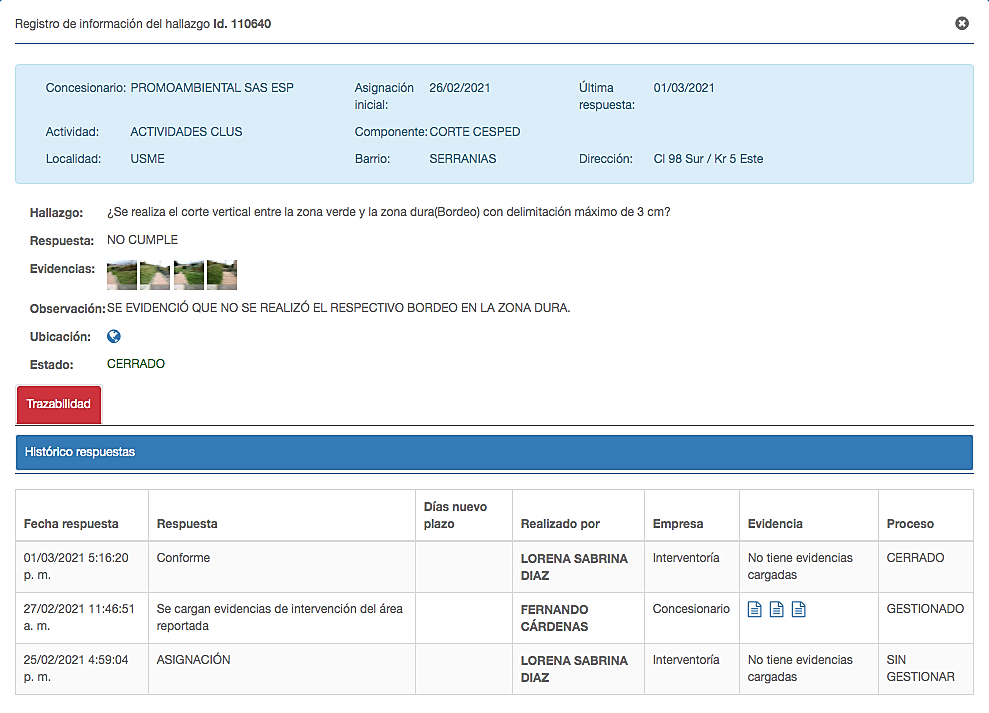 Registro de información del hallazgo Id. 110640
Concesionario: PROMOAMBIENTAL SAS ESP Asignación inicial: 26/02/2021 Última respuesta: 01/03/2021
Actividad: ACTIVIDADES CLUS Componente: CORTE CESPED
Localidad: USME Barrio: SERRANIAS Dirección: Cl 98 Sur / Kr 5 Este
Hallazgo: ¿Se realiza el corte vertical entre la zona verde y la zona dura(Bordeo) con delimitación máximo de 3 cm?
Respuesta: NO CUMPLE
Evidencias:
Observación: SE EVIDENCIÓ QUE NO SE REALIZÓ EL RESPECTIVO BORDEO EN LA ZONA DURA.
Ubicación:
Estado: CERRADO
Trazabilidad
Histórico respuestas
Fecha respuesta Respuesta Días nuevo plazo Realizado por Empresa Evidencia Proceso
01/03/2021 5:16:20 p. m. Conforme LORENA SABRINA DIAZ Interventoría No tiene evidencias cargadas CERRADO
27/02/2021 11:46:51 a. m. Se cargan evidencias de intervención del área reportada FERNANDO CÁRDENAS Concesionario GESTIONADO
25/02/2021 4:59:04 p. m. ASIGNACIÓN LORENA SABRINA DIAZ Interventoría No tiene evidencias cargadas SIN GESTIONAR